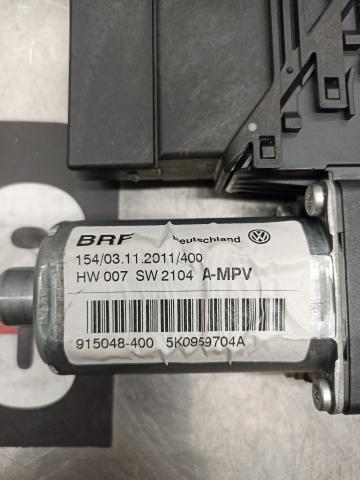 BRF Deutschland
154/03.11.2011/400
HW 007 SW 2104 A-MPV
915048-400 5K0959704A